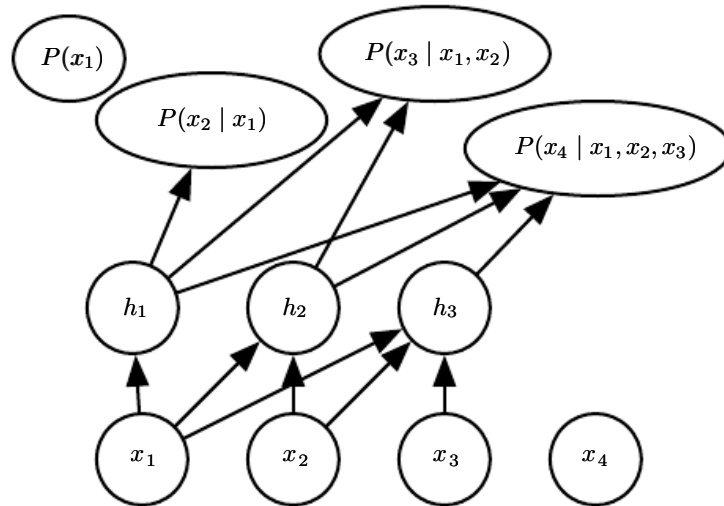 P(x₁)
P(x₂ | x₁)
P(x₃ | x₁, x₂)
P(x₄ | x₁, x₂, x₃)
h₁
h₂
h₃
x₁
x₂
x₃
x₄